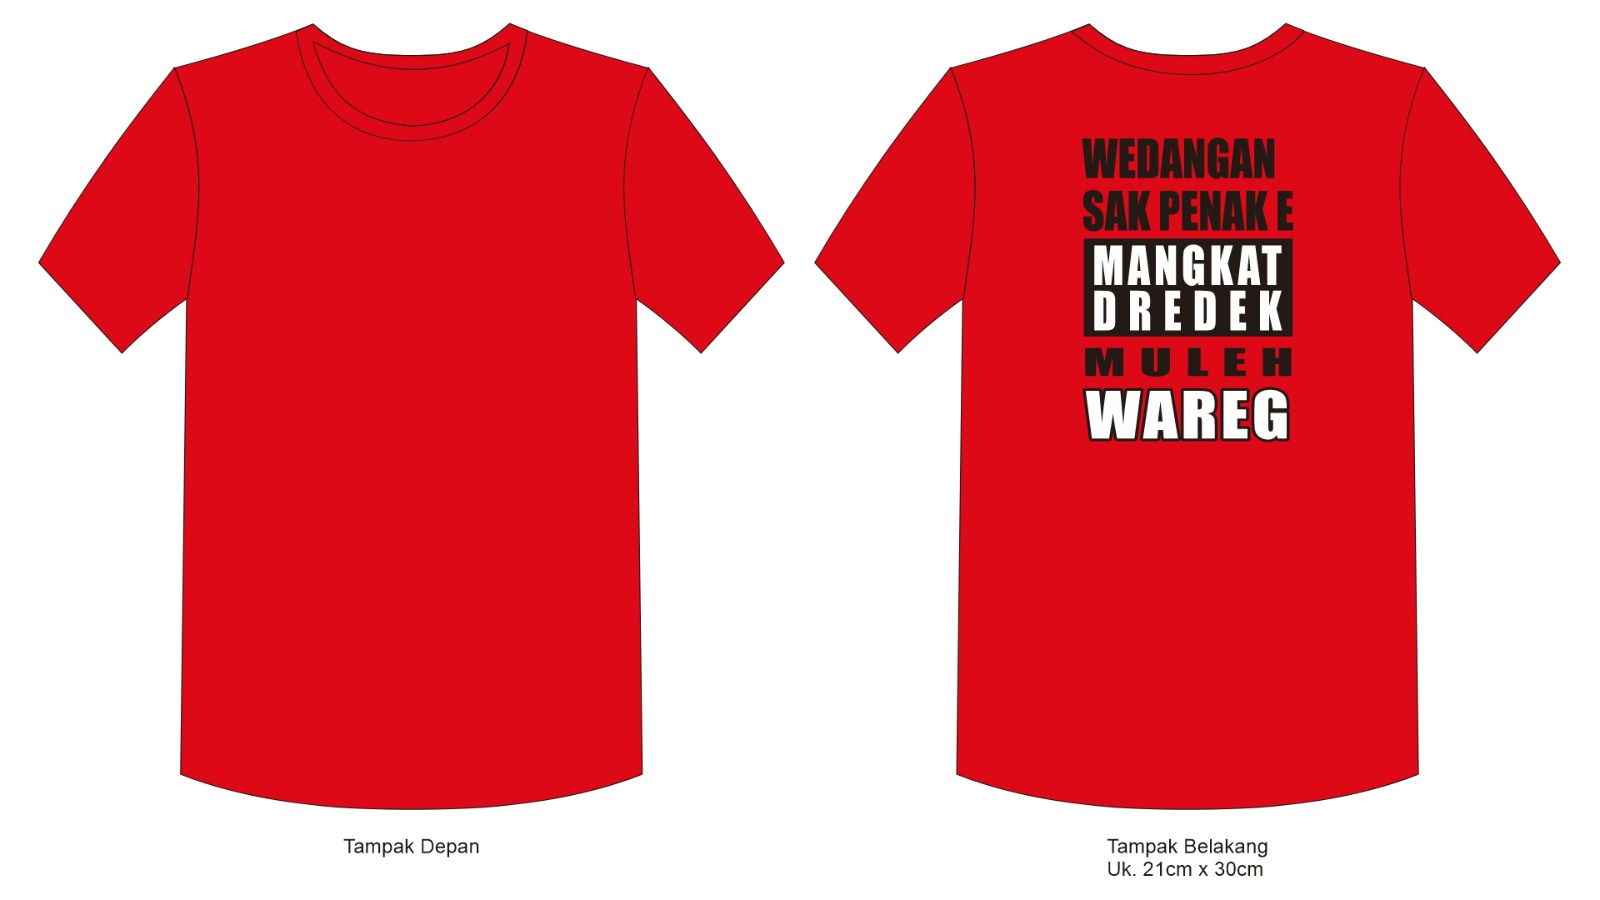 WEDANGAN
SAK PENAK E
MANGKAT
DREDEK
MULEH
WAREG
Tampak Depan
Tampak Belakang
Uk. 21cm x 30cm